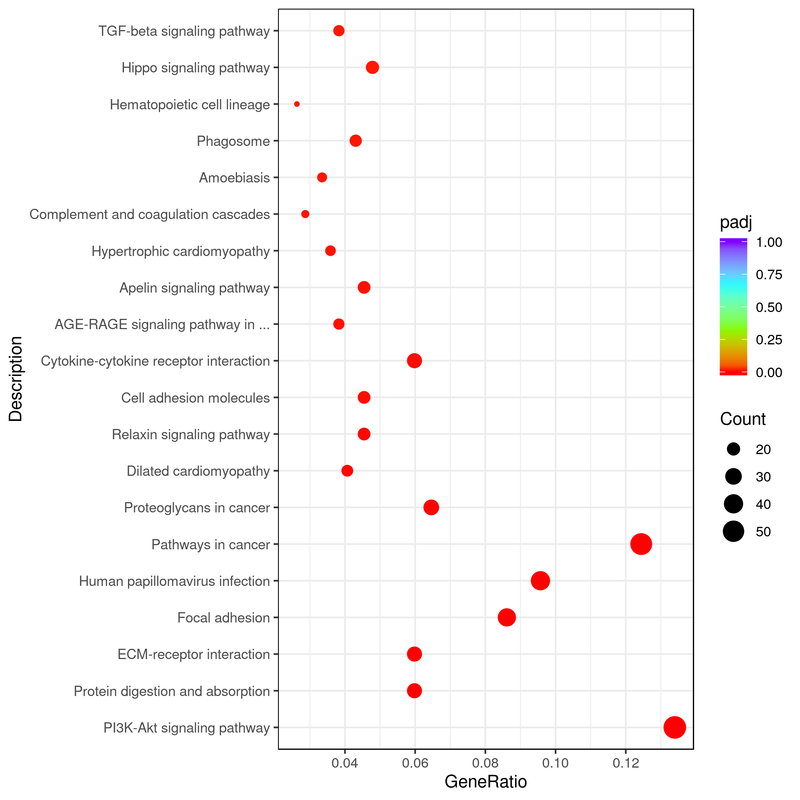 TGF-beta signaling pathway
Hippo signaling pathway
Hematopoietic cell lineage
Phagosome
Amoebiasis
Complement and coagulation cascades
Hypertrophic cardiomyopathy
Apelin signaling pathway
AGE-RAGE signaling pathway in ...
Cytokine-cytokine receptor interaction
Cell adhesion molecules
Relaxin signaling pathway
Dilated cardiomyopathy
Proteoglycans in cancer
Pathways in cancer
Human papillomavirus infection
Focal adhesion
ECM-receptor interaction
Protein digestion and absorption
PI3K-Akt signaling pathway
Description
0.04 0.06 0.08 0.10 0.12
GeneRatio
padj
1.00
0.75
0.50
0.25
0.00
Count
20
30
40
50